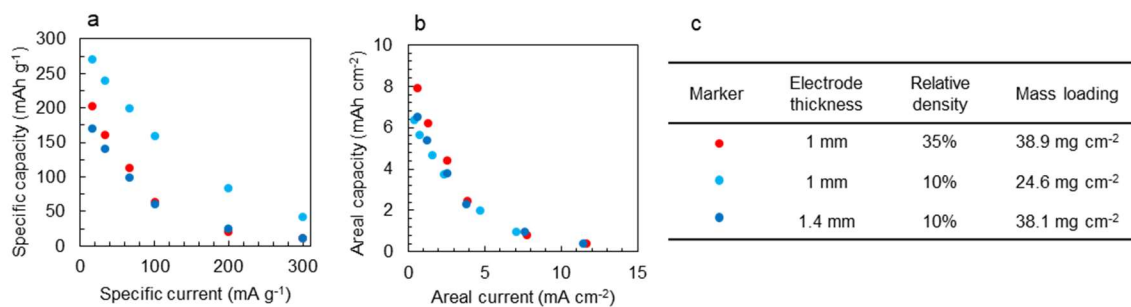 a
300
250
200
150
100
50
0
Specific capacity (mAh g-1)
0 100 200 300
Specific current (mA g-1)
b
10
8
6
4
2
0
Areal capacity (mAh cm-2)
0 5 10 15
Areal current (mA cm-2)
c
Marker Electrode thickness Relative density Mass loading
1 mm 35% 38.9 mg cm-2
1 mm 10% 24.6 mg cm-2
1.4 mm 10% 38.1 mg cm-2